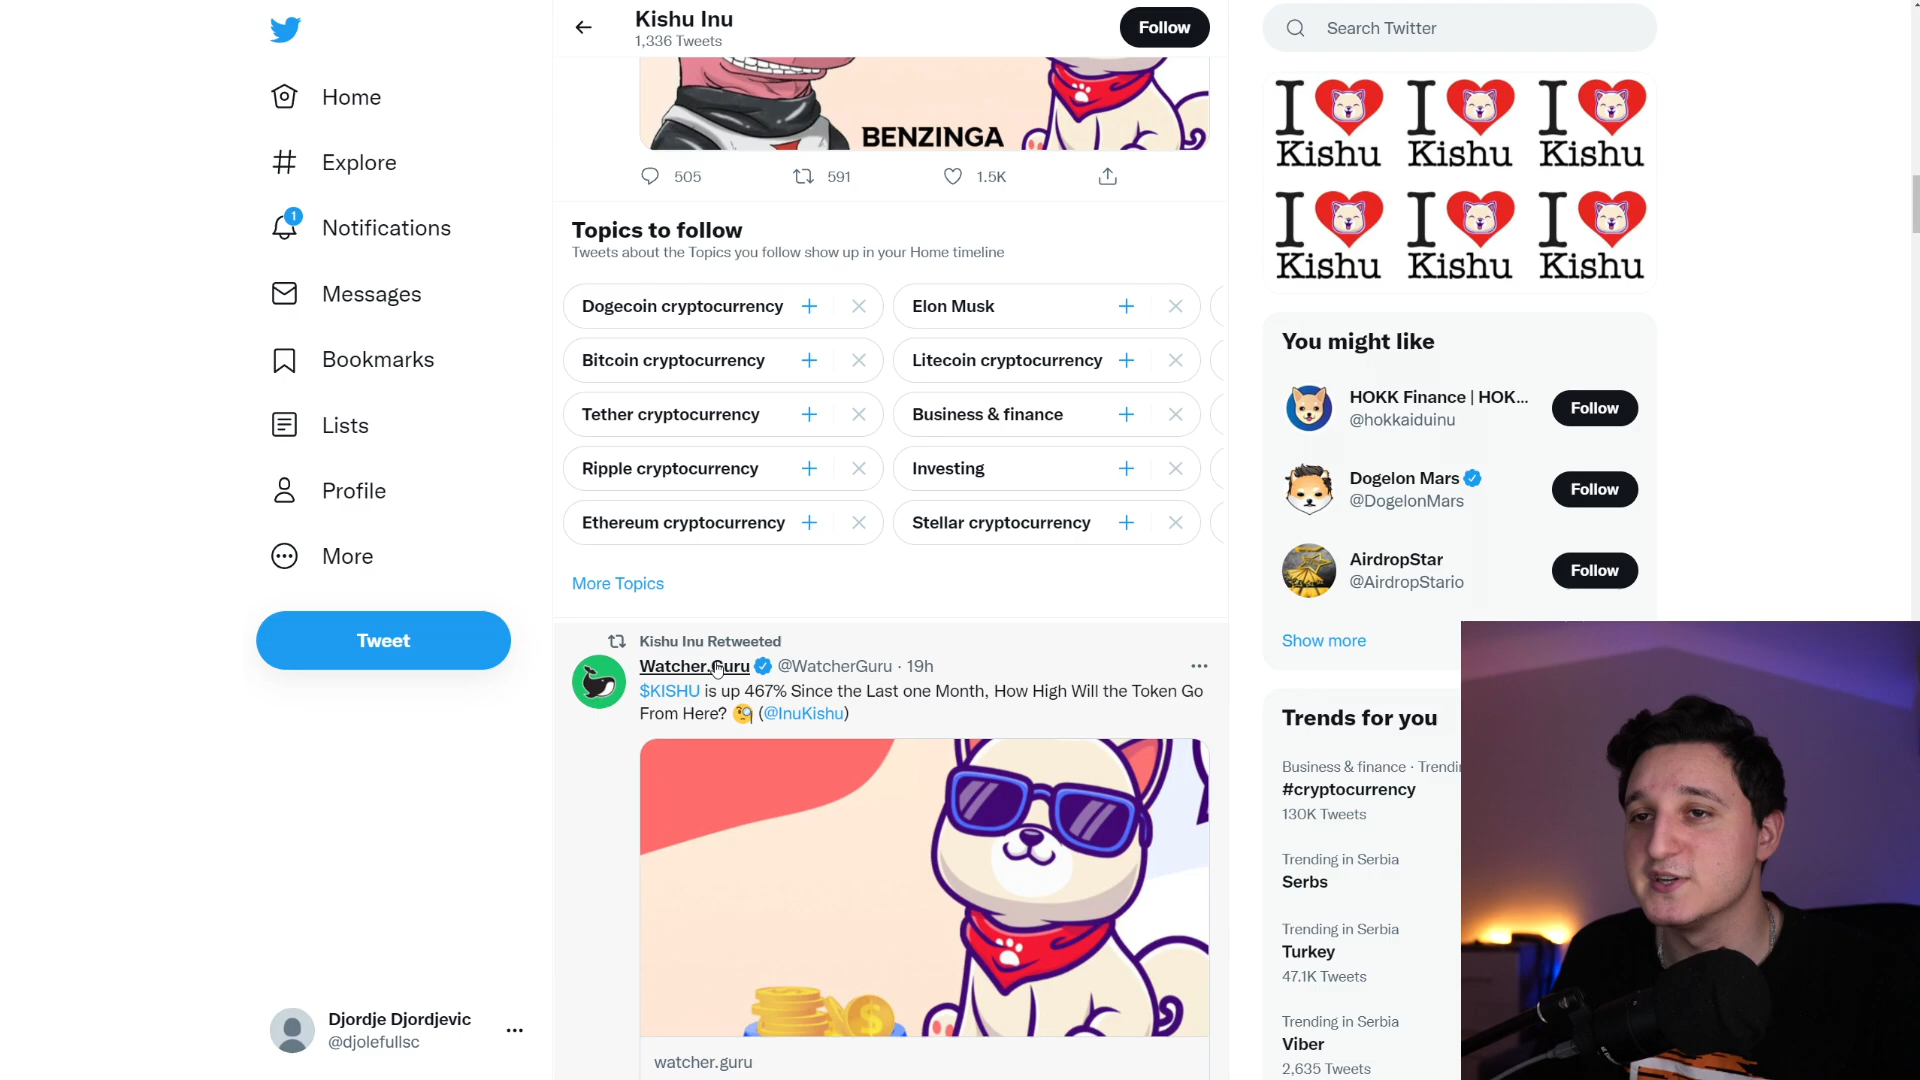 Home
Explore
1
Notifications
Messages
Bookmarks
Lists
Profile
More
Tweet
Djordje Djordjevic
@djolefullsc
Kishu Inu
1,336 Tweets
Follow
BENZINGA
505
591
1.5K
Topics to follow
Tweets about the Topics you follow show up in your Home timeline
Dogecoin cryptocurrency
Elon Musk
Bitcoin cryptocurrency
Litecoin cryptocurrency
Tether cryptocurrency
Business & finance
Ripple cryptocurrency
Investing
Ethereum cryptocurrency
Stellar cryptocurrency
More Topics
Kishu Inu Retweeted
Watcher.Guru @WatcherGuru · 19h
$KISHU is up 467% Since the Last one Month, How High Will the Token Go
From Here? 🧐 (@InuKishu)
watcher.guru
Search Twitter
I I I
Kishu Kishu Kishu
I I I
Kishu Kishu Kishu
You might like
HOKK Finance | HOK...
@hokkaiduinu
Follow
Dogelon Mars
@DogelonMars
Follow
AirdropStar
@AirdropStario
Follow
Show more
Trends for you
Business & finance · Trendi
#cryptocurrency
130K Tweets
Trending in Serbia
Serbs
Trending in Serbia
Turkey
47.1K Tweets
Trending in Serbia
Viber
2,635 Tweets